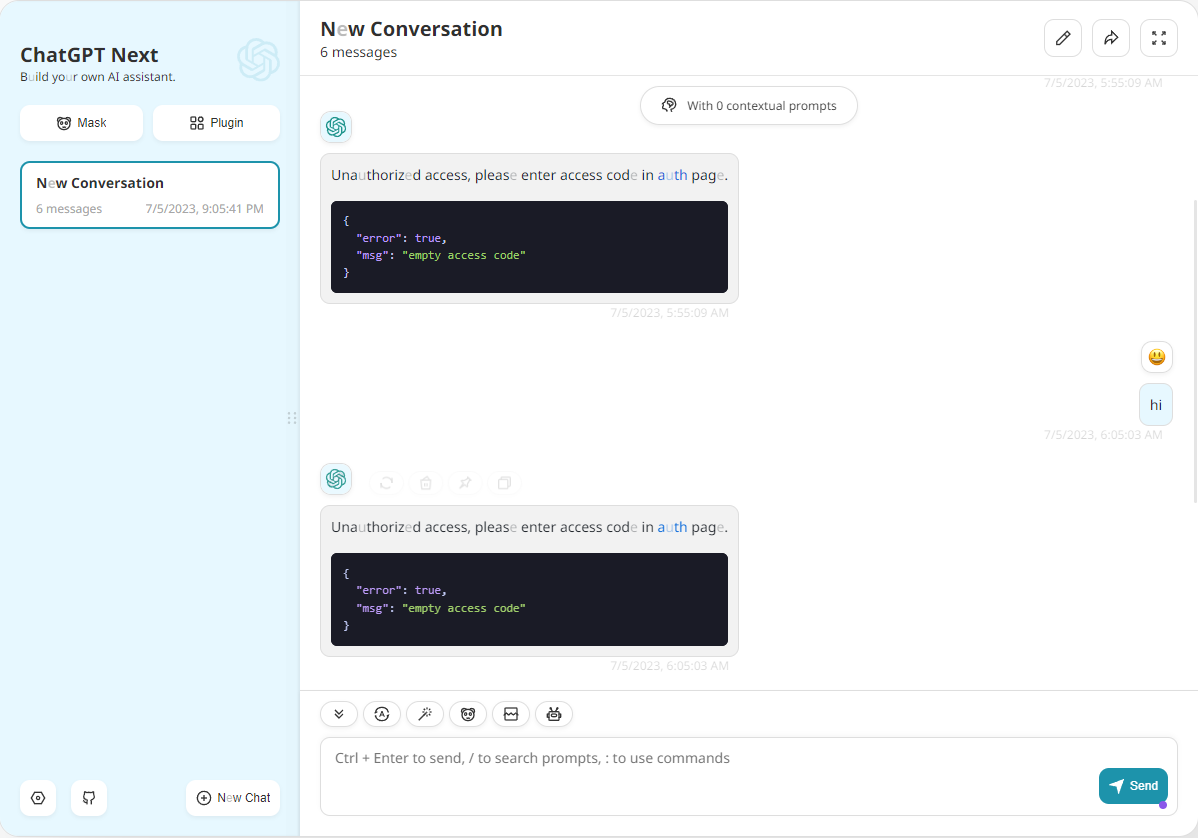 ChatGPT Next
Build your own AI assistant.
Mask
Plugin
New Conversation
6 messages
7/5/2023, 9:05:41 PM
New Chat
New Conversation
6 messages
7/5/2023, 5:55:09 AM
With 0 contextual prompts
Unauthorized access, please enter access code in auth page.
{
"error": true,
"msg": "empty access code"
}
7/5/2023, 5:55:09 AM
hi
7/5/2023, 6:05:03 AM
Unauthorized access, please enter access code in auth page.
{
"error": true,
"msg": "empty access code"
}
7/5/2023, 6:05:03 AM
A
Ctrl + Enter to send, / to search prompts, : to use commands
Send